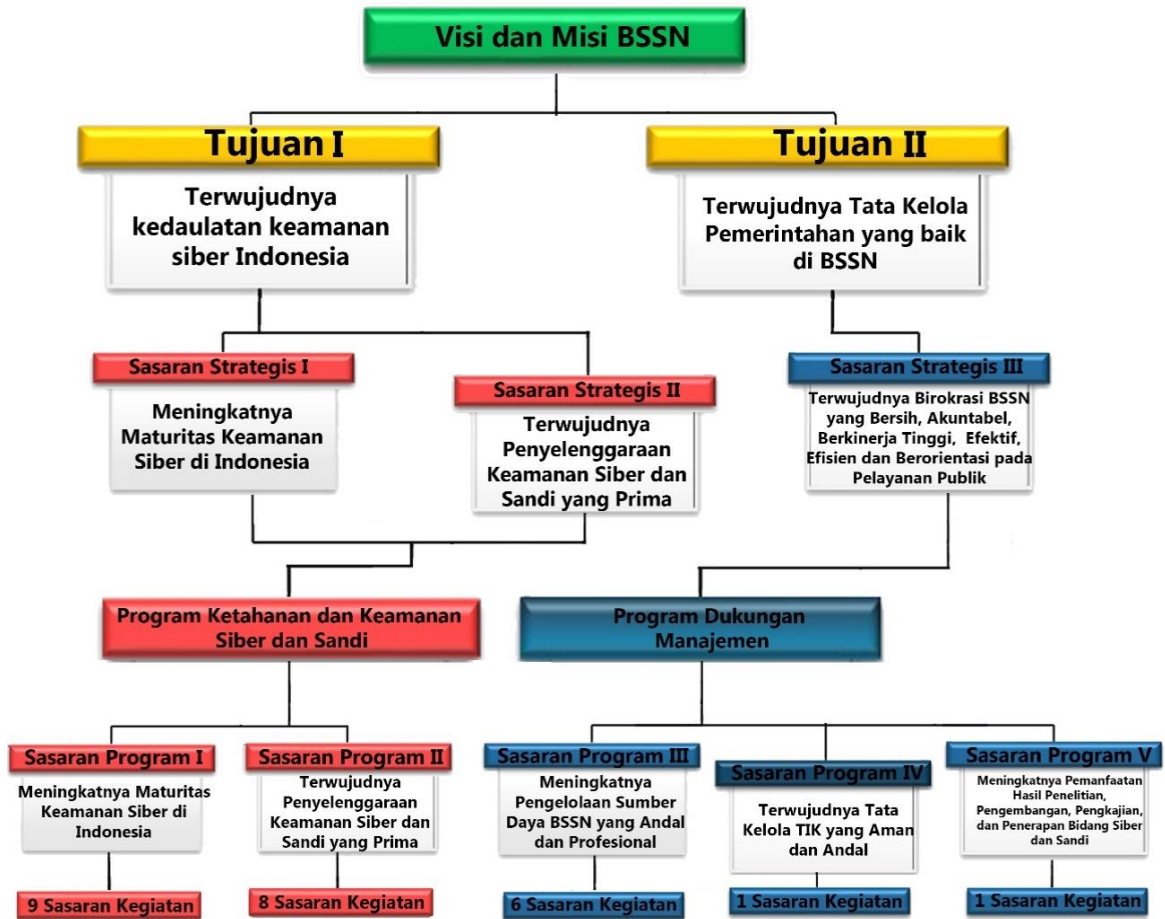 Visi dan Misi BSSN
Tujuan I
Terwujudnya
kedaulatan keamanan
siber Indonesia
Tujuan II
Terwujudnya Tata Kelola
Pemerintahan yang baik
di BSSN
Sasaran Strategis I
Meningkatnya
Maturitas Keamanan
Siber di Indonesia
Sasaran Strategis II
Terwujudnya
Penyelenggaraan
Keamanan Siber dan
Sandi yang Prima
Sasaran Strategis III
Terwujudnya Birokrasi BSSN
yang Bersih, Akuntabel,
Berkinerja Tinggi, Efektif,
Efisien dan Berorientasi pada
Pelayanan Publik
Program Ketahanan dan Keamanan
Siber dan Sandi
Program Dukungan
Manajemen
Sasaran Program I
Meningkatnya Maturitas
Keamanan Siber di
Indonesia
9 Sasaran Kegiatan
Sasaran Program II
Terwujudnya
Penyelenggaraan
Keamanan Siber dan
Sandi yang Prima
8 Sasaran Kegiatan
Sasaran Program III
Meningkatnya
Pengelolaan Sumber
Daya BSSN yang Andal
dan Profesional
6 Sasaran Kegiatan
Sasaran Program IV
Terwujudnya Tata
Kelola TIK yang Aman
dan Andal
1 Sasaran Kegiatan
Sasaran Program V
Meningkatnya Pemanfaatan
Hasil Penelitian,
Pengembangan, Pengkajian,
dan Penerapan Bidang Siber
dan Sandi
1 Sasaran Kegiatan